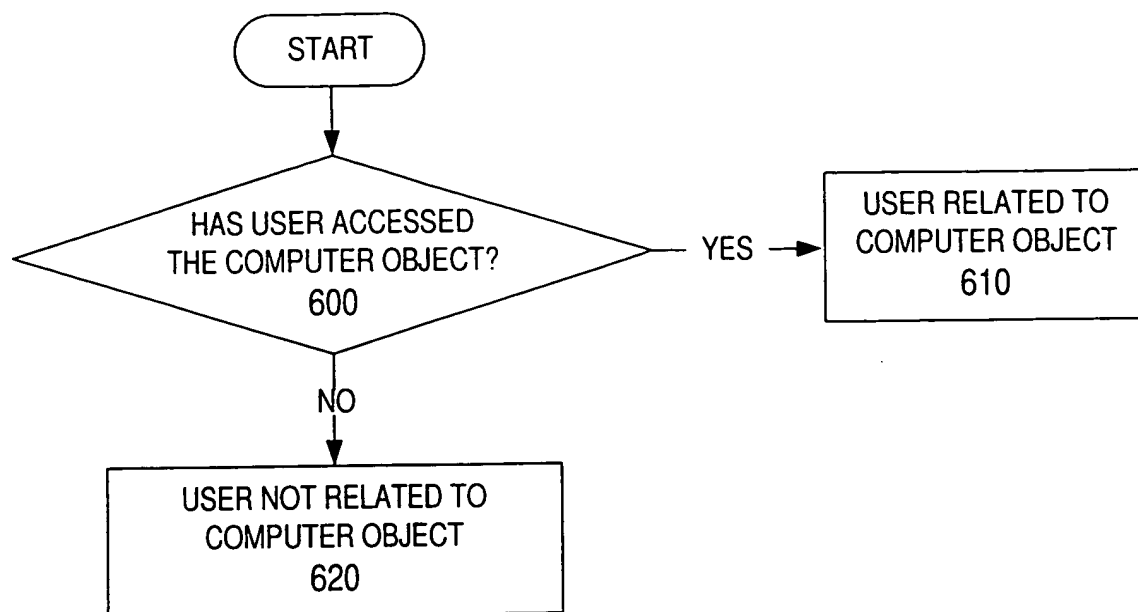 START
HAS USER ACCESSED
THE COMPUTER OBJECT?
600
YES
USER RELATED TO
COMPUTER OBJECT
610
NO
USER NOT RELATED TO
COMPUTER OBJECT
620